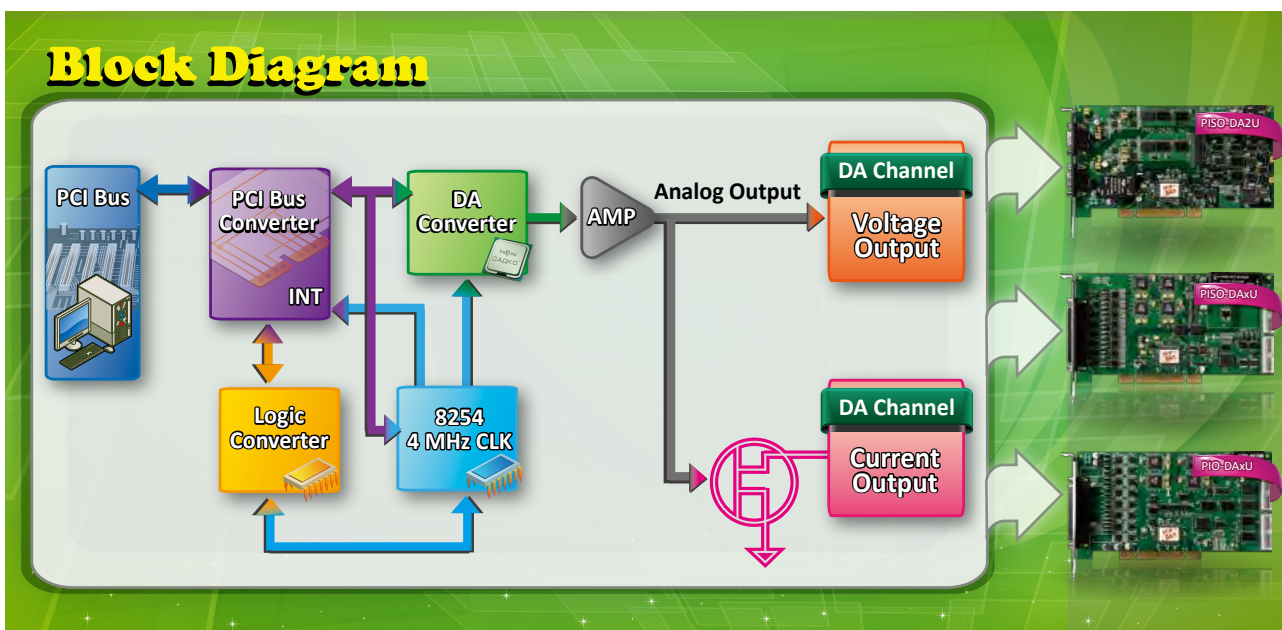 Block Diagram
PCI Bus
PCI Bus
Converter
INT
DA
Converter
AMP
Analog Output
DA Channel
Voltage
Output
Logic
Converter
8254
4 MHz CLK
DA Channel
Current
Output
PISO-DA2U
PISO-DAxU
PIO-DAxU